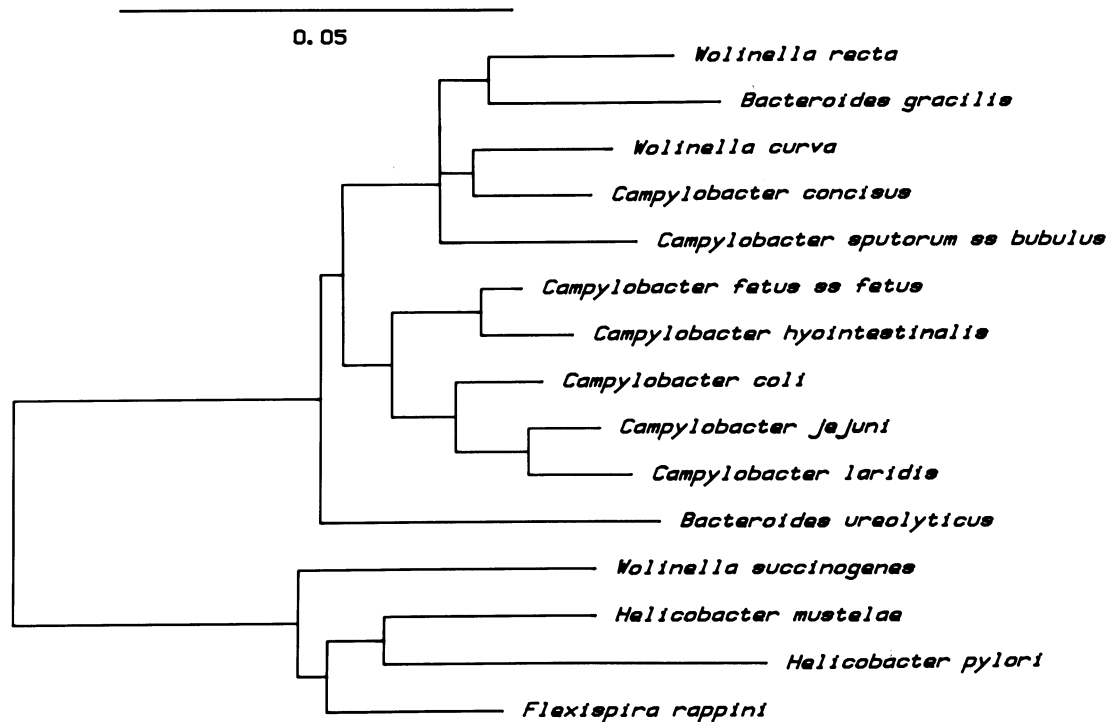 0.05
Wolinella recta
Bacteroides gracilis
Wolinella curva
Campylobacter concisus
Campylobacter sputorum ss bubulus
Campylobacter fetus ss fetus
Campylobacter hyointestinalis
Campylobacter coli
Campylobacter jejuni
Campylobacter laridis
Bacteroides ureolyticus
Wolinella succinogenes
Helicobacter mustelae
Helicobacter pylori
Flexispira rappini